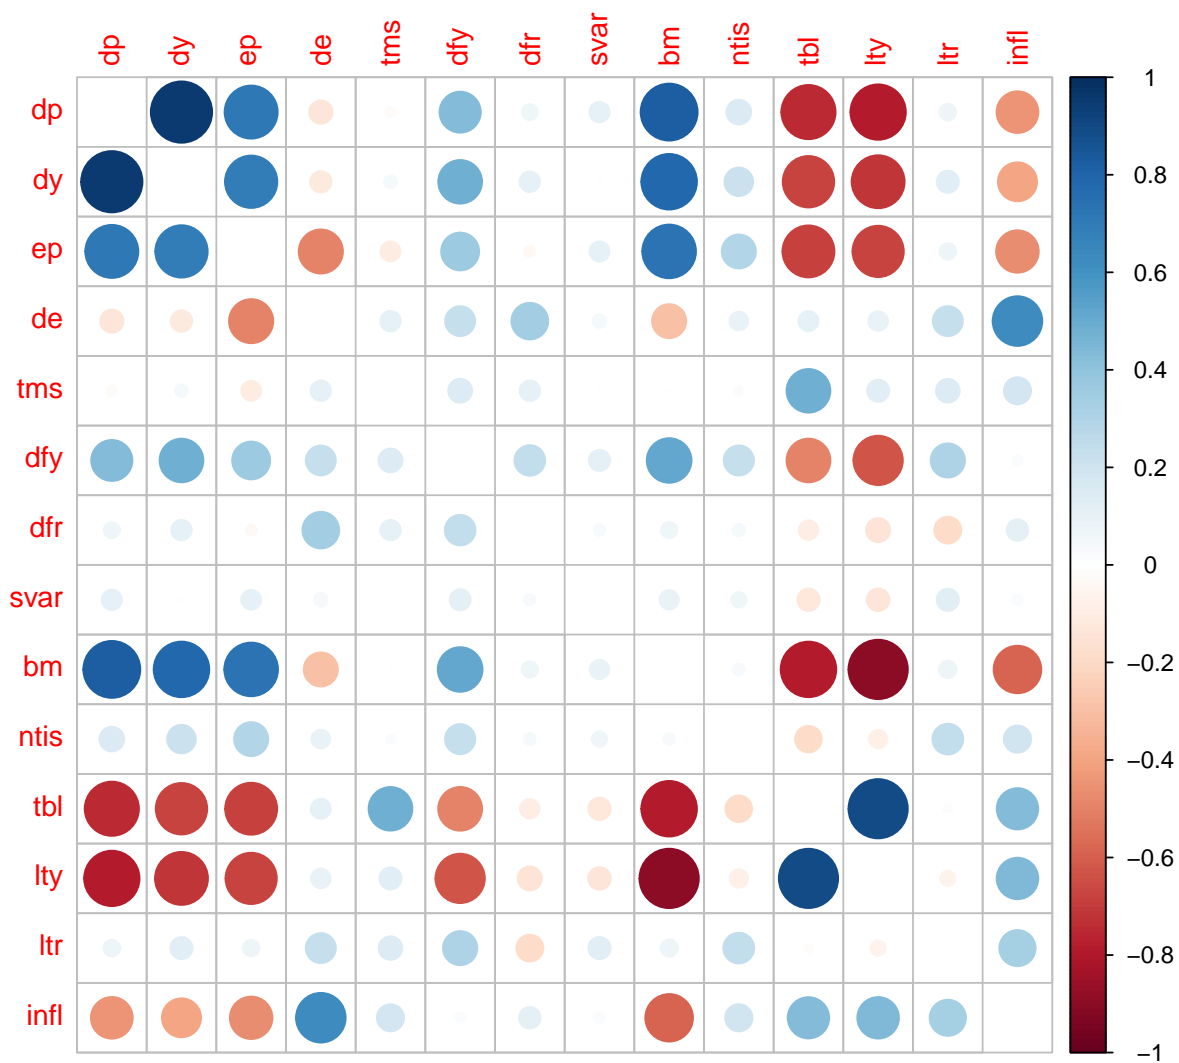 dp dy ep de tms dfy dfr svar bm ntis tbl lty ltr infl
dp
dy
ep
de
tms
dfy
dfr
svar
bm
ntis
tbl
lty
ltr
infl
1
0.8
0.6
0.4
0.2
0
−0.2
−0.4
−0.6
−0.8
−1